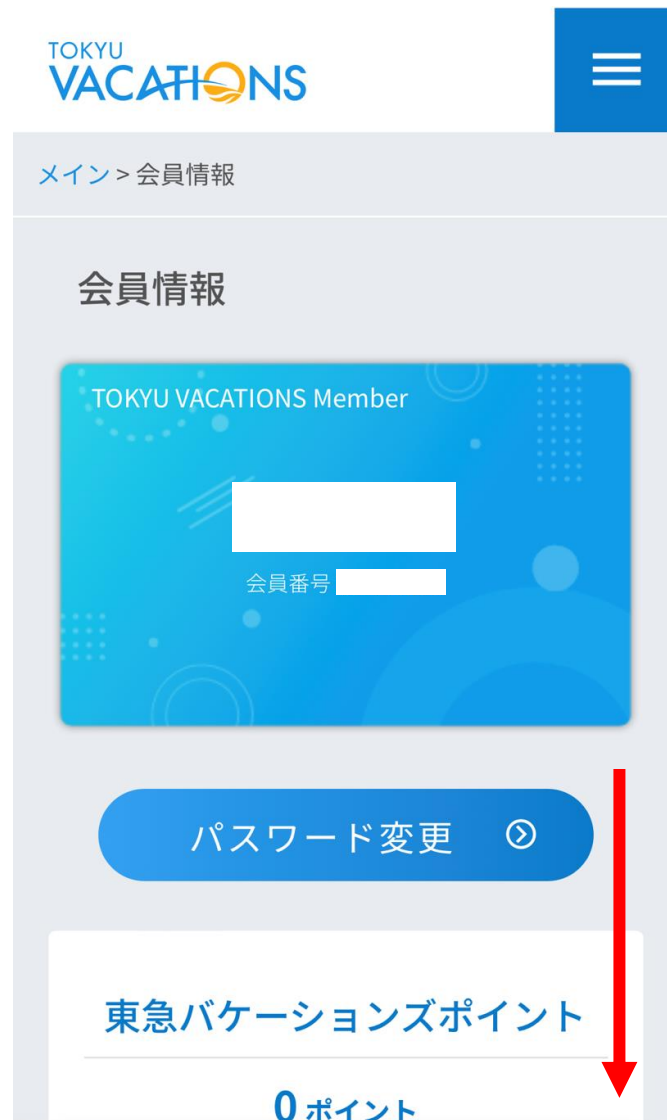 TOKYU
VACATIONS
メイン > 会員情報
会員情報
TOKYU VACATIONS Member
会員番号
パスワード変更
東急バケーションズポイント
0 ポイント